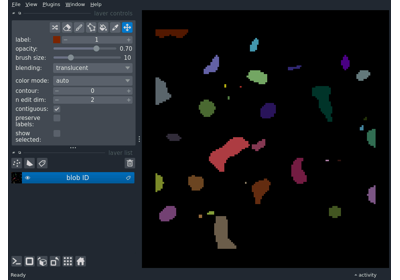 File View Plugins Window Help
layer controls
label: 1
opacity: 0.70
brush size: 10
blending: translucent
color mode: auto
contour: 0
n edit dim: 2
contiguous:
preserve
labels:
show
selected:
layer list
blob ID
Ready
activity